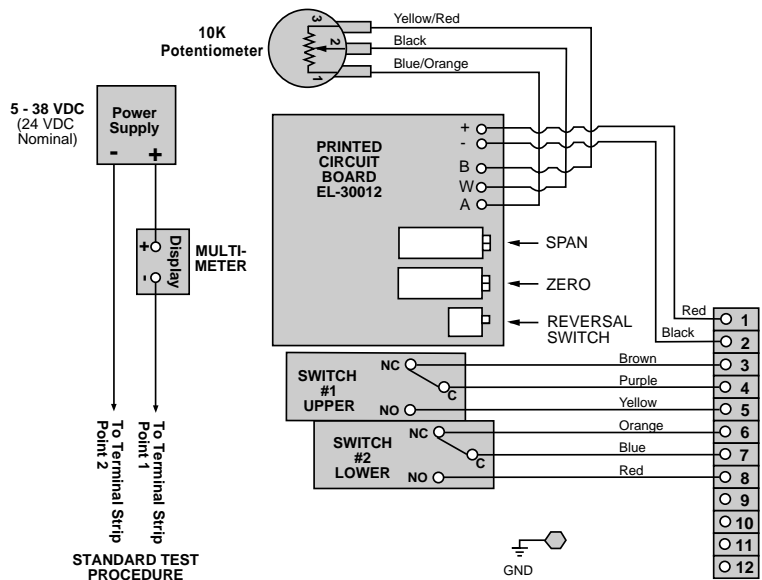 10K
Potentiometer
3
2
1
Yellow/Red
Black
Blue/Orange
5 - 38 VDC
(24 VDC
Nominal)
Power
Supply
- +
+
-
Display
MULTI-
METER
To Terminal Strip
Point 2
To Terminal Strip
Point 1
STANDARD TEST
PROCEDURE
PRINTED
CIRCUIT
BOARD
EL-30012
+
-
B
W
A
SPAN
ZERO
REVERSAL
SWITCH
SWITCH
#1
UPPER
NC
C
NO
SWITCH
#2
LOWER
NC
C
NO
Red
Black
Brown
Purple
Yellow
Orange
Blue
Red
1
2
3
4
5
6
7
8
9
10
11
12
GND